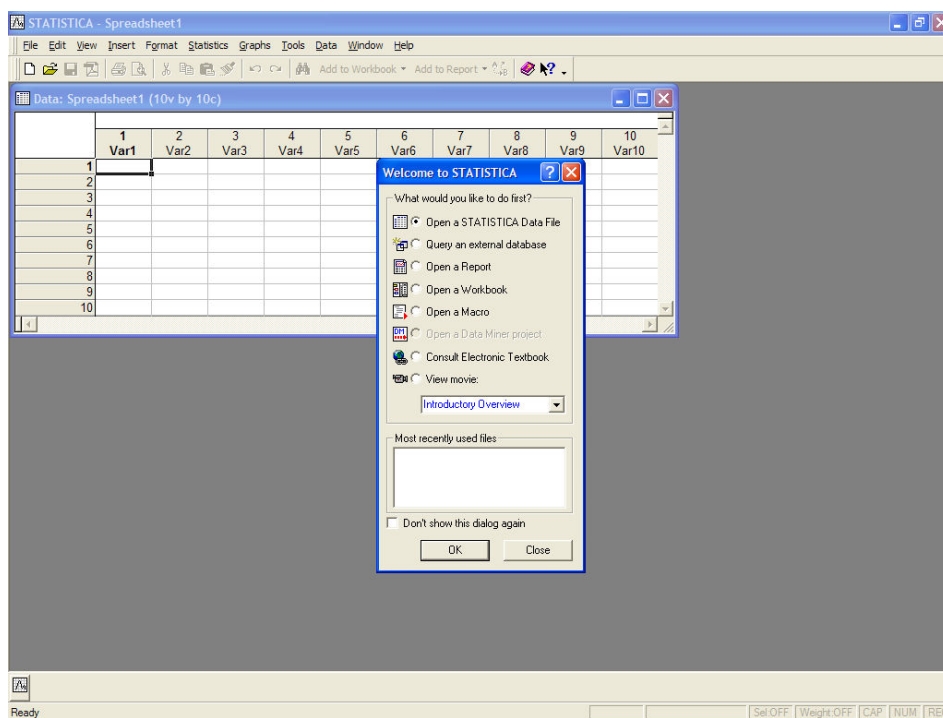 STATISTICA - Spreadsheet1
File Edit View Insert Format Statistics Graphs Tools Data Window Help
Add to Workbook Add to Report
Data: Spreadsheet1 (10v by 10c)
1 2 3 4 5 6 7 8 9 10
Var1 Var2 Var3 Var4 Var5 Var6 Var7 Var8 Var9 Var10
1
2
3
4
5
6
7
8
9
10
Welcome to STATISTICA
What would you like to do first?
Open a STATISTICA Data File
Query an external database
Open a Report
Open a Workbook
Open a Macro
Open a Data Miner project
Consult Electronic Textbook
View movie:
Introductory Overview
Most recently used files
Don't show this dialog again
OK Close
Ready Sel:OFF Weight:OFF CAP NUM